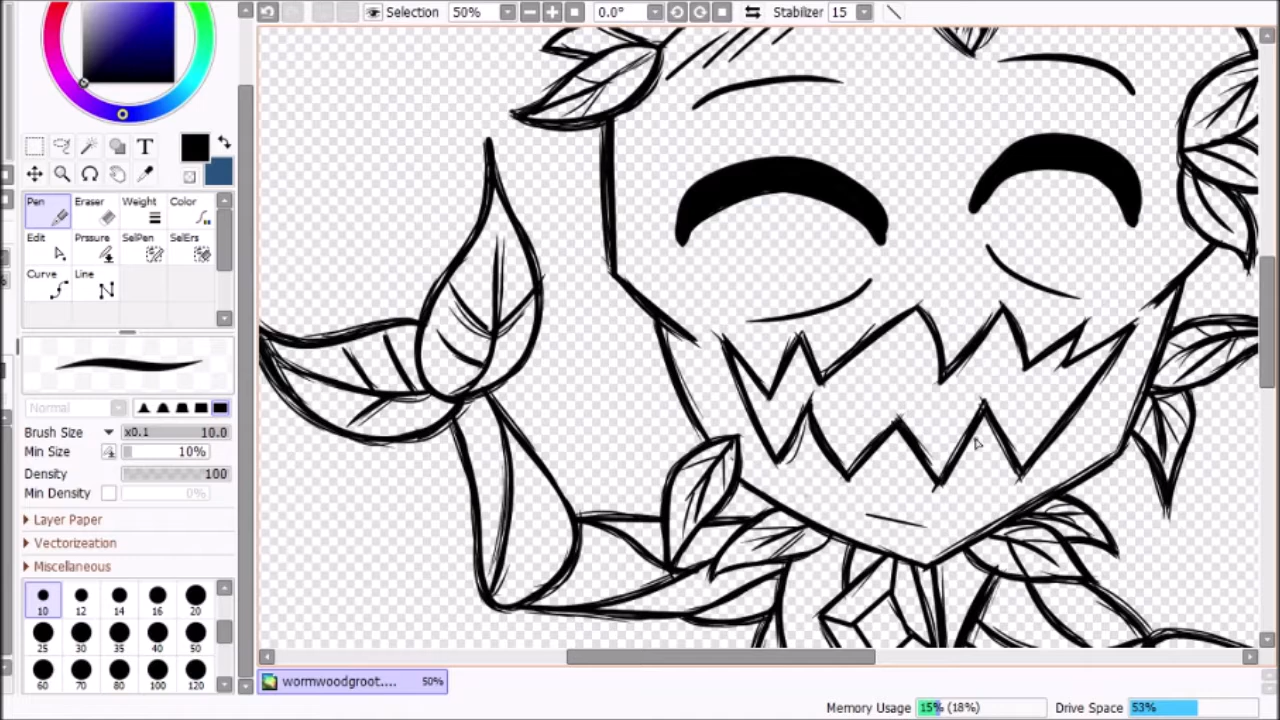 Selection 50% 0.0° Stabilizer 15
T
Pen Eraser Weight Color
Edit Prssure SelPen SelErs
Curve Line
Normal
Brush Size x0.1 10.0
Min Size 10%
Density 100
Min Density 0%
Layer Paper
Vectorizeation
Miscellaneous
10 12 14 16 20
25 30 35 40 50
60 70 80 100 120
wormwoodgroot.... 50%
Memory Usage 15% (18%) Drive Space 53%